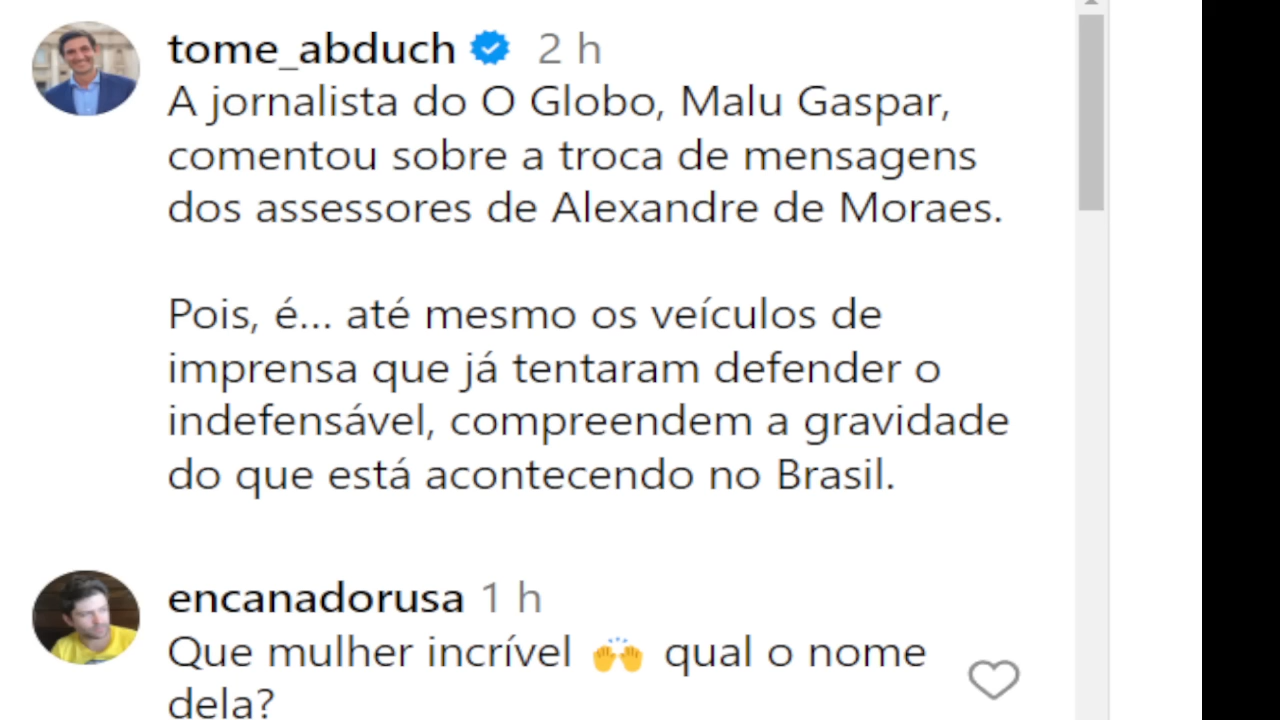 tome_abduch 2 h
A jornalista do O Globo, Malu Gaspar,
comentou sobre a troca de mensagens
dos assessores de Alexandre de Moraes.
Pois, é... até mesmo os veículos de
imprensa que já tentaram defender o
indefensável, compreendem a gravidade
do que está acontecendo no Brasil.
encanadorusa 1 h
Que mulher incrível 🙌 qual o nome
dela?